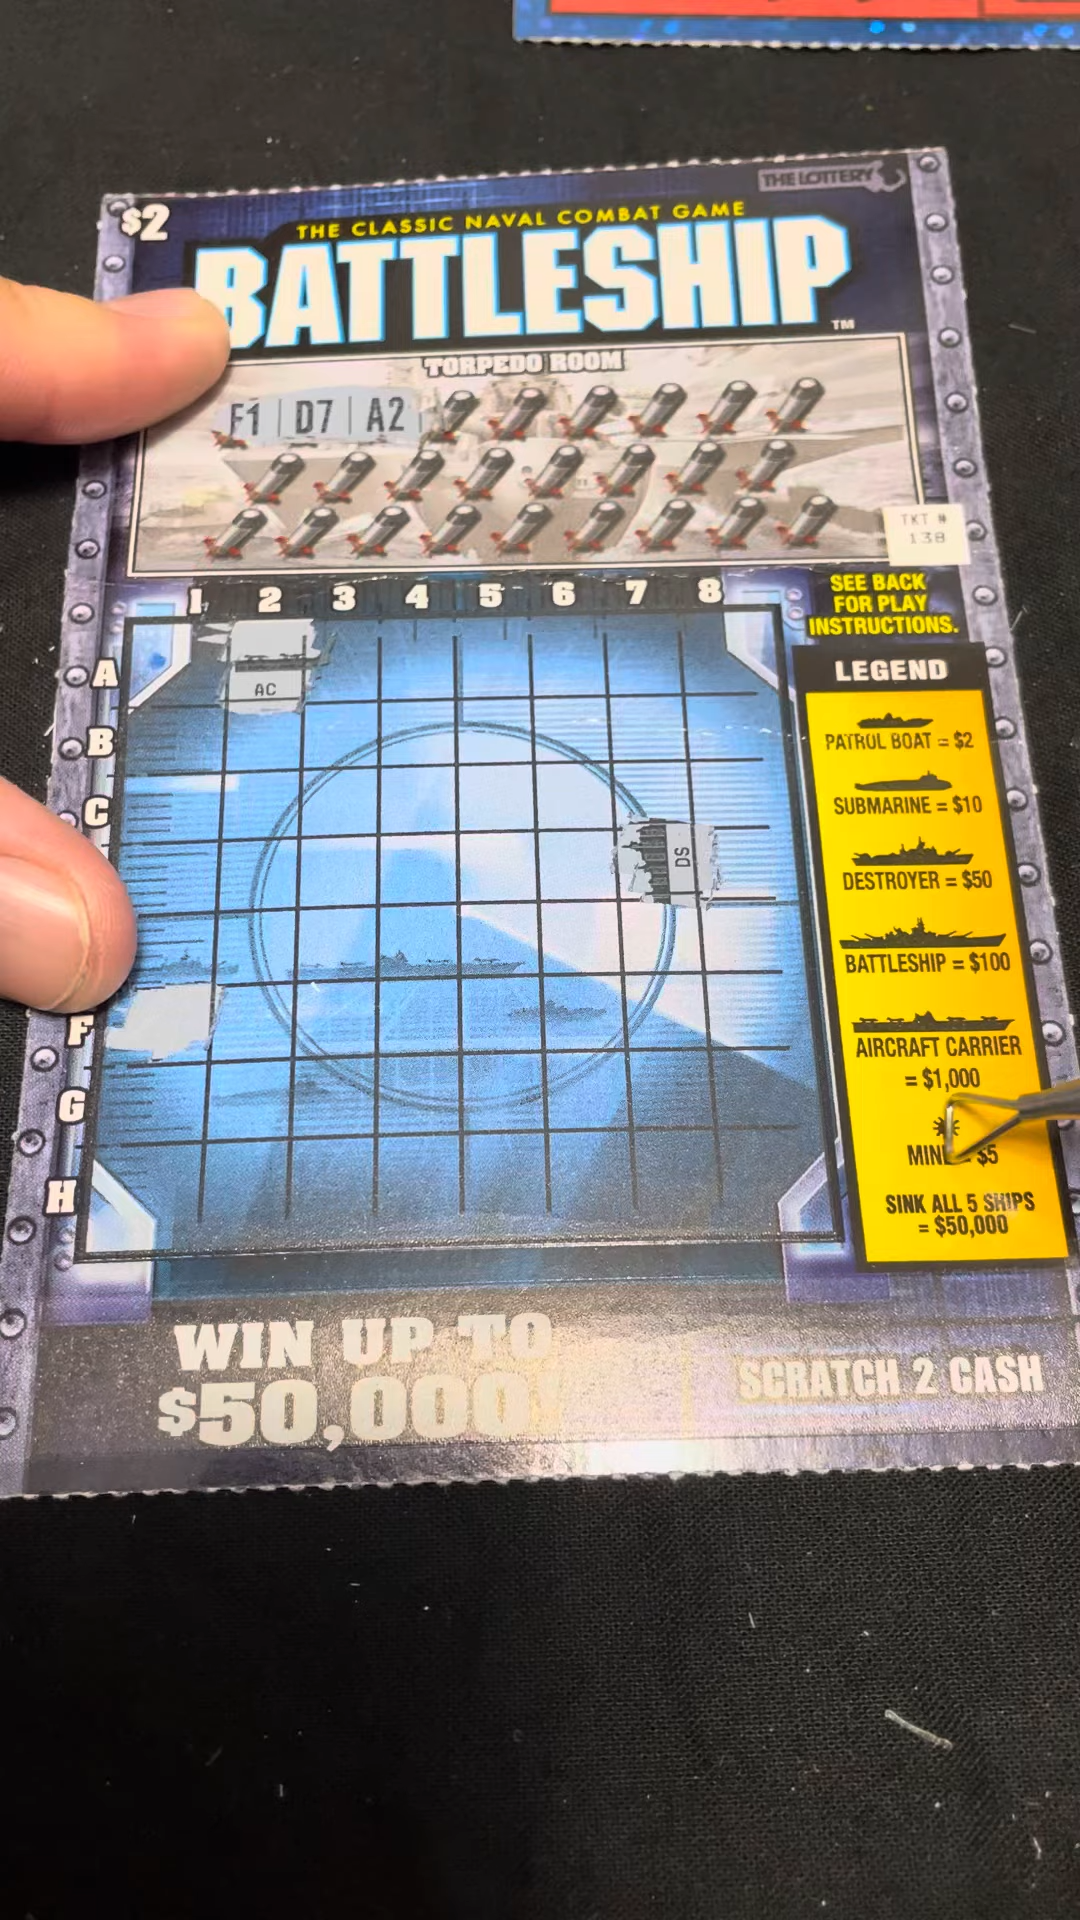 THE LOTTERY
$2
THE CLASSIC NAVAL COMBAT GAME
BATTLESHIP™
TORPEDO ROOM
F1 | D7 | A2
TKT #
138
1 2 3 4 5 6 7 8
SEE BACK
FOR PLAY
INSTRUCTIONS.
A
AC
B
C
DS
F
G
H
LEGEND
PATROL BOAT = $2
SUBMARINE = $10
DESTROYER = $50
BATTLESHIP = $100
AIRCRAFT CARRIER
= $1,000
MINE = $5
SINK ALL 5 SHIPS
= $50,000
WIN UP TO
$50,000!
SCRATCH 2 CASH